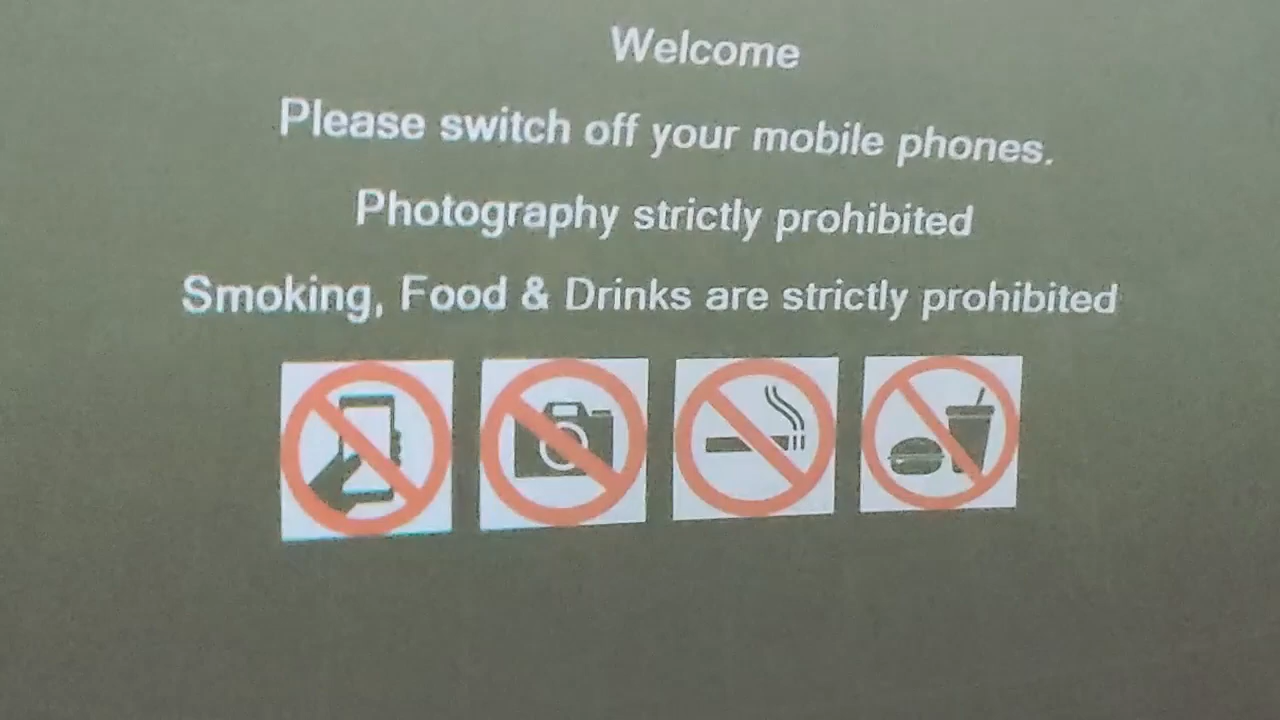 Welcome
Please switch off your mobile phones.
Photography strictly prohibited
Smoking, Food & Drinks are strictly prohibited